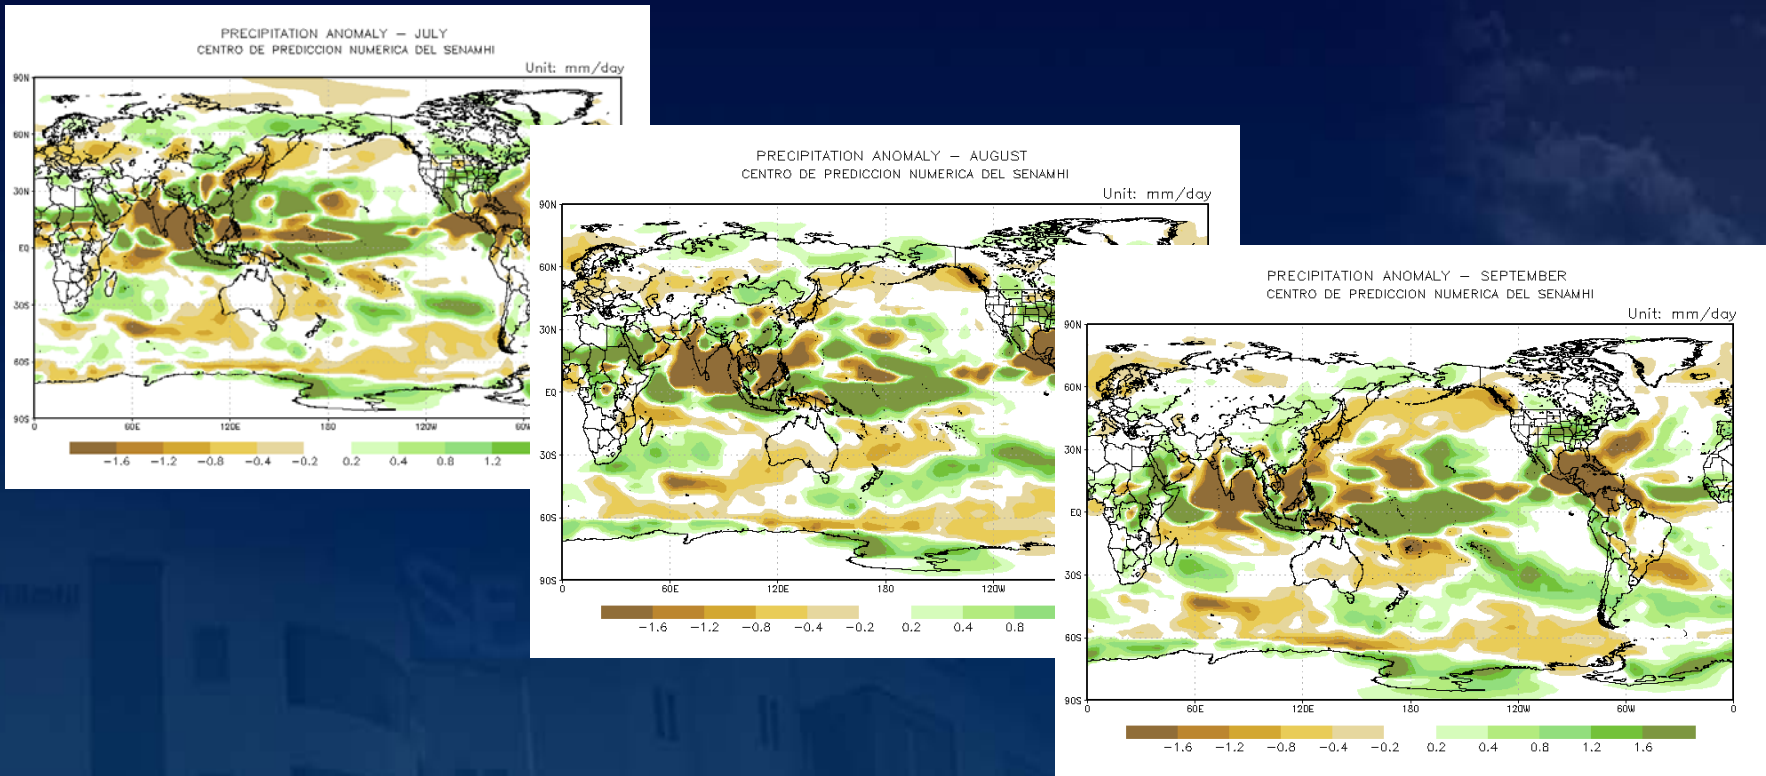 PRECIPITATION ANOMALY – JULY
CENTRO DE PREDICCION NUMERICA DEL SENAMHI
Unit: mm/day
90N
60N
30N
EQ
30S
60S
90S
0 60E 120E 180 120W
−1.6 −1.2 −0.8 −0.4 −0.2 0.2 0.4 0.8 1.2
PRECIPITATION ANOMALY – AUGUST
CENTRO DE PREDICCION NUMERICA DEL SENAMHI
Unit: mm/day
90N
60N
30N
EQ
30S
60S
90S
0 60E 120E 180 120W
−1.6 −1.2 −0.8 −0.4 −0.2 0.2 0.4 0.8
PRECIPITATION ANOMALY – SEPTEMBER
CENTRO DE PREDICCION NUMERICA DEL SENAMHI
Unit: mm/day
90N
60N
30N
EQ
30S
60S
90S
0 60E 120E 180 120W 60W 0
−1.6 −1.2 −0.8 −0.4 −0.2 0.2 0.4 0.8 1.2 1.6